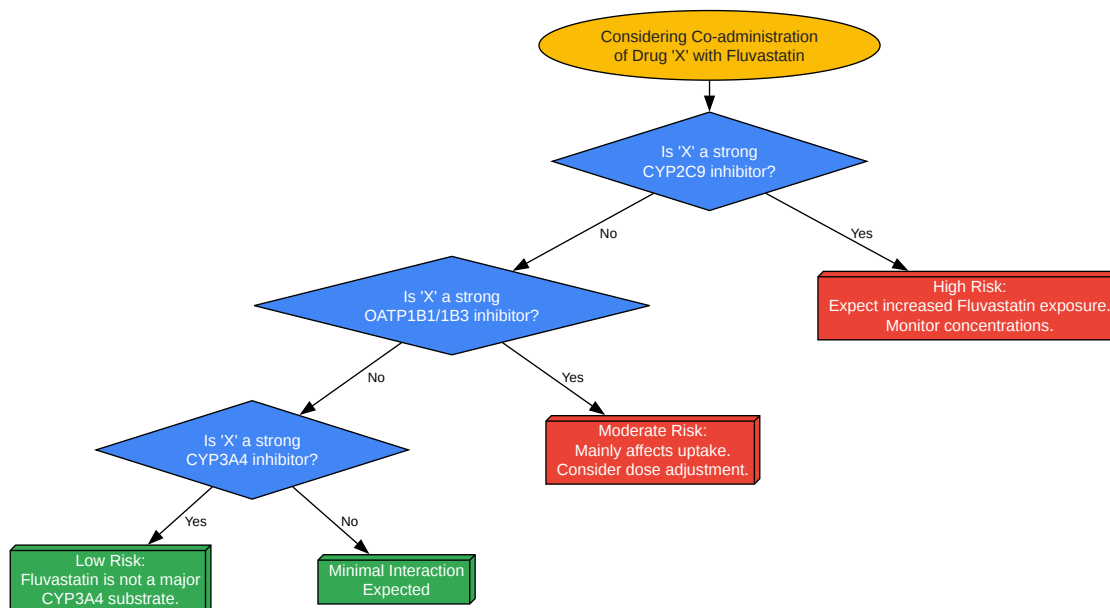 Considering Co-administration
of Drug 'X' with Fluvastatin
Is 'X' a strong
CYP2C9 inhibitor?
No
Yes
Is 'X' a strong
OATP1B1/1B3 inhibitor?
High Risk:
Expect increased Fluvastatin exposure.
Monitor concentrations.
No
Yes
Is 'X' a strong
CYP3A4 inhibitor?
Moderate Risk:
Mainly affects uptake.
Consider dose adjustment.
Yes
No
Low Risk:
Fluvastatin is not a major
CYP3A4 substrate.
Minimal Interaction
Expected